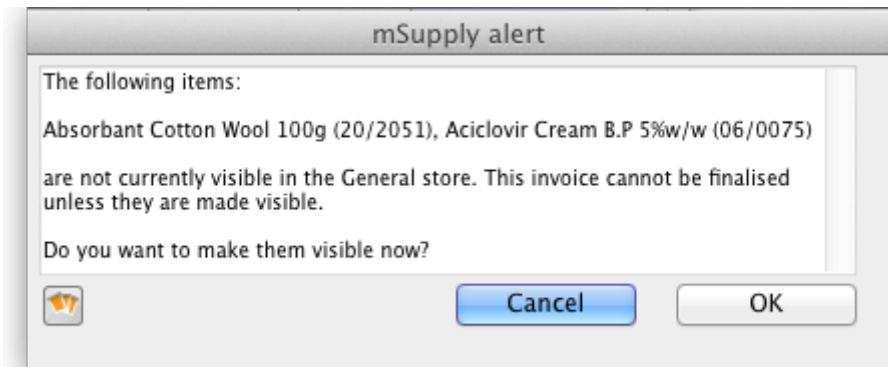 mSupply alert
The following items:
Absorbant Cotton Wool 100g (20/2051), Aciclovir Cream B.P 5%w/w (06/0075)
are not currently visible in the General store. This invoice cannot be finalised
unless they are made visible.
Do you want to make them visible now?
Cancel
OK